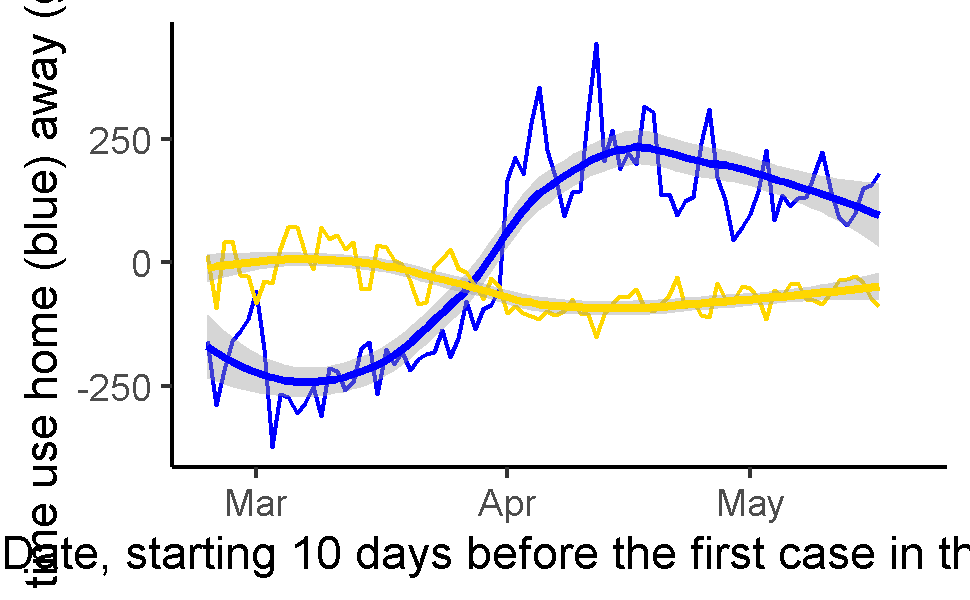 time use home (blue) away (
250
0
-250
Mar Apr May
Date, starting 10 days before the first case in th